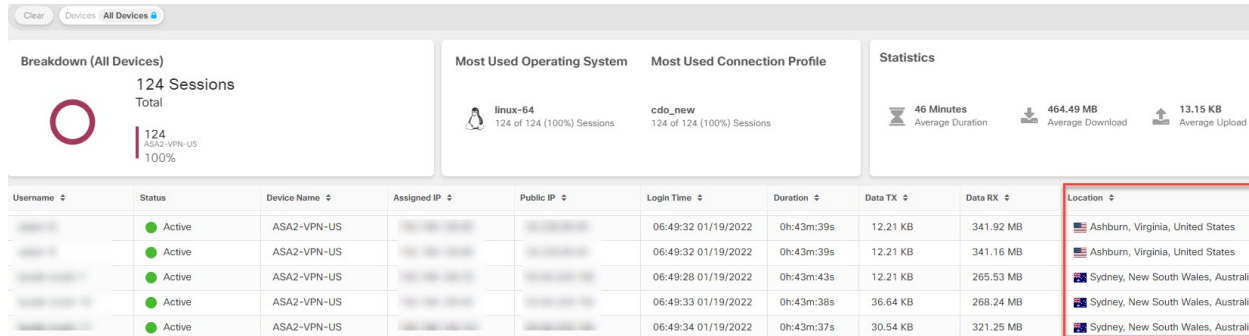 Clear Devices All Devices
Breakdown (All Devices)
124 Sessions
Total
124
ASA2-VPN-US
100%
Most Used Operating System
linux-64
124 of 124 (100%) Sessions
Most Used Connection Profile
cdo_new
124 of 124 (100%) Sessions
Statistics
46 Minutes
Average Duration
464.49 MB
Average Download
13.15 KB
Average Upload
Username Status Device Name Assigned IP Public IP Login Time Duration Data TX Data RX Location
Active ASA2-VPN-US 06:49:32 01/19/2022 0h:43m:39s 12.21 KB 341.92 MB Ashburn, Virginia, United States
Active ASA2-VPN-US 06:49:32 01/19/2022 0h:43m:39s 12.21 KB 341.16 MB Ashburn, Virginia, United States
Active ASA2-VPN-US 06:49:28 01/19/2022 0h:43m:43s 12.21 KB 265.53 MB Sydney, New South Wales, Australi
Active ASA2-VPN-US 06:49:33 01/19/2022 0h:43m:38s 36.64 KB 268.24 MB Sydney, New South Wales, Australi
Active ASA2-VPN-US 06:49:34 01/19/2022 0h:43m:37s 30.54 KB 321.25 MB Sydney, New South Wales, Australi